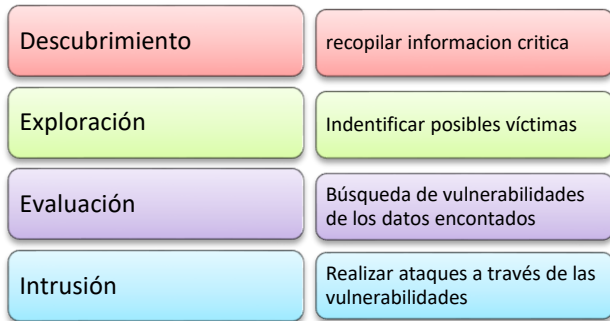 Descubrimiento
recopilar informacion critica
Exploración
Indentificar posibles víctimas
Evaluación
Búsqueda de vulnerabilidades
de los datos encontados
Intrusión
Realizar ataques a través de las
vulnerabilidades